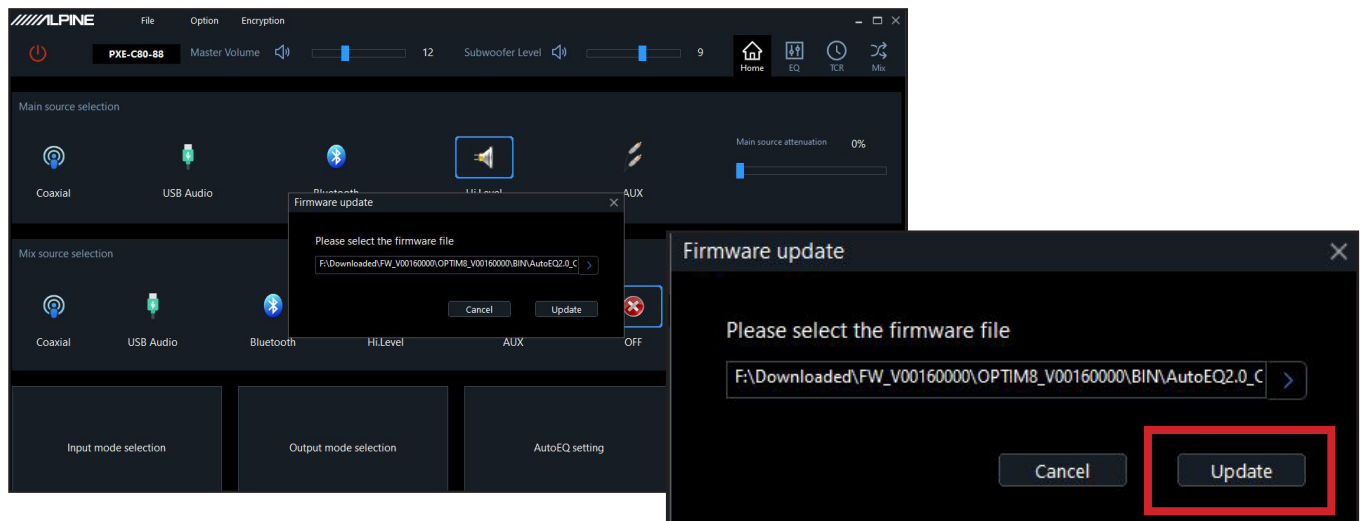 ALPINE File Option Encryption
PXE-C80-88 Master Volume 12 Subwoofer Level 9 Home EQ TCR Mix
Main source selection
Main source attenuation 0%
Coaxial USB Audio Bluetooth Hi.Level AUX
Firmware update
Please select the firmware file
F:\Downloaded\FW_V00160000\OPTIM8_V00160000\BIN\AutoEQ2.0_C
Cancel Update
Mix source selection
Coaxial USB Audio Bluetooth Hi.Level AUX OFF
Input mode selection Output mode selection AutoEQ setting
Firmware update
Please select the firmware file
F:\Downloaded\FW_V00160000\OPTIM8_V00160000\BIN\AutoEQ2.0_C
Cancel Update